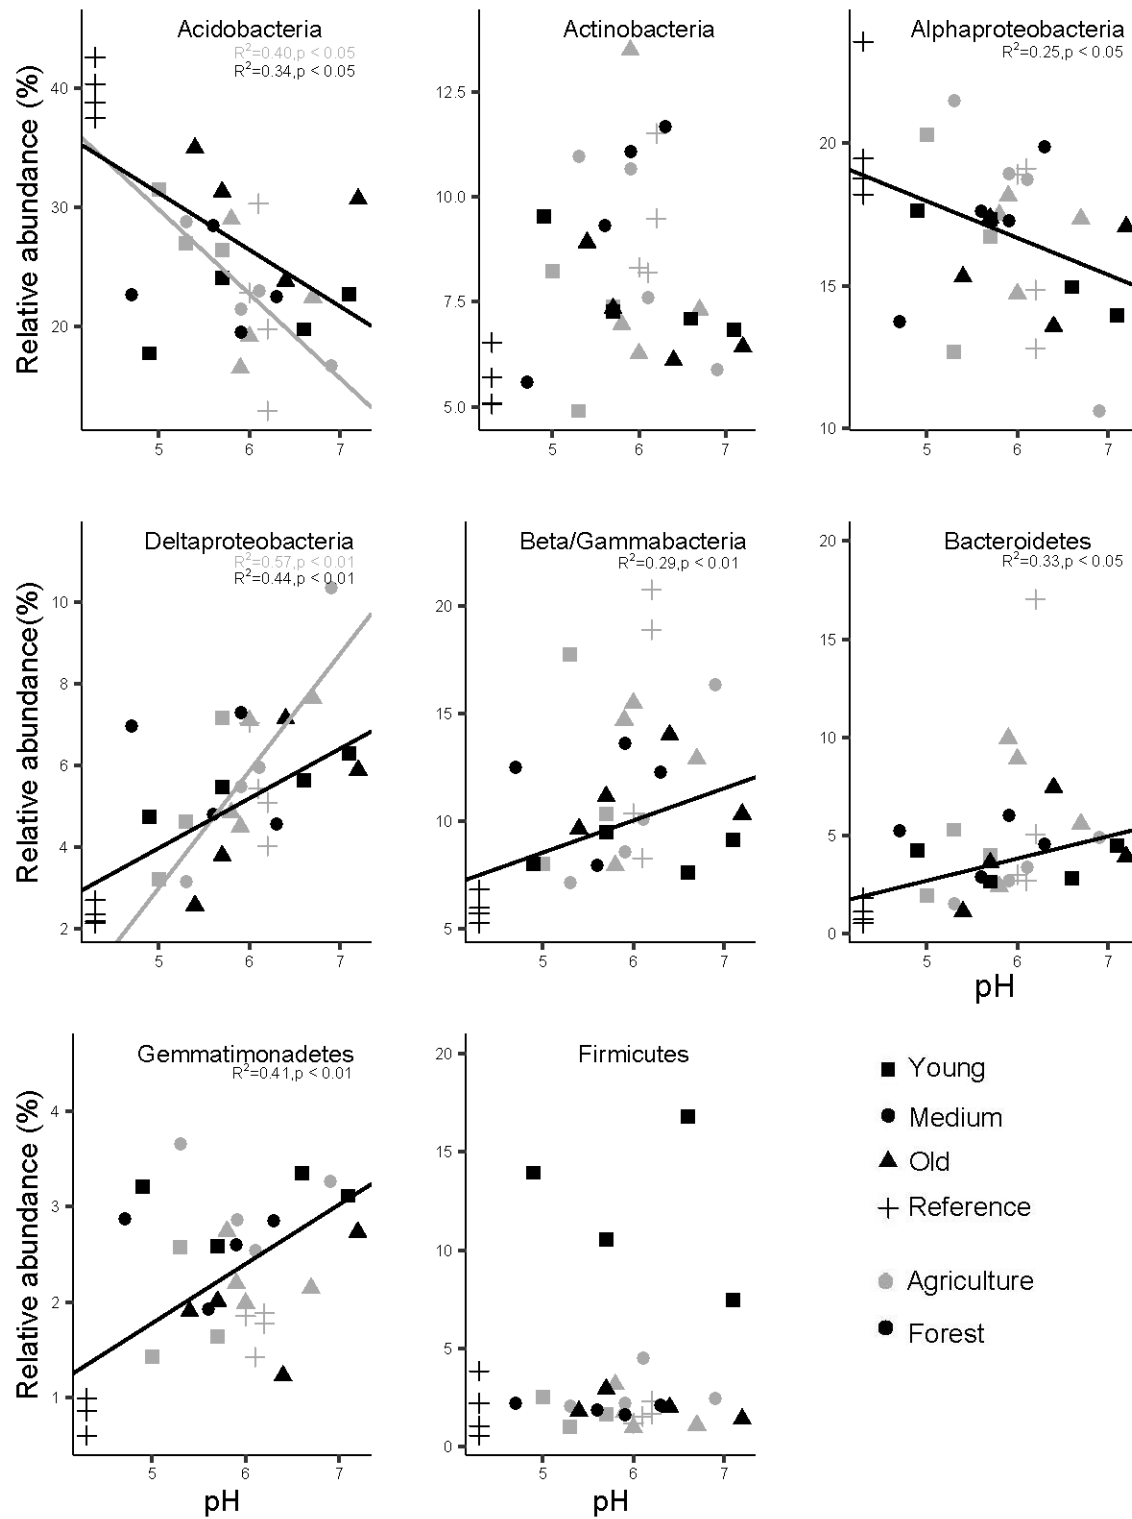 Acidobacteria
R2=0.40,p < 0.05
R2=0.34,p < 0.05
Relative abundance (%)
40
30
20
5 6 7
Actinobacteria
12.5
10.0
7.5
5.0
5 6 7
Alphaproteobacteria
R2=0.25,p < 0.05
20
15
10
5 6 7
Deltaproteobacteria
R2=0.57,p < 0.01
R2=0.44,p < 0.01
Relative abundance(%)
10
8
6
4
2
5 6 7
Beta/Gammabacteria
R2=0.29,p < 0.01
20
15
10
5
5 6 7
Bacteroidetes
R2=0.33,p < 0.05
20
15
10
5
0
5 6 7
pH
Gemmatimonadetes
R2=0.41,p < 0.01
Relative abundance (%)
4
3
2
1
5 6 7
pH
Firmicutes
20
15
10
5
0
5 6 7
pH
Young
Medium
Old
Reference
Agriculture
Forest